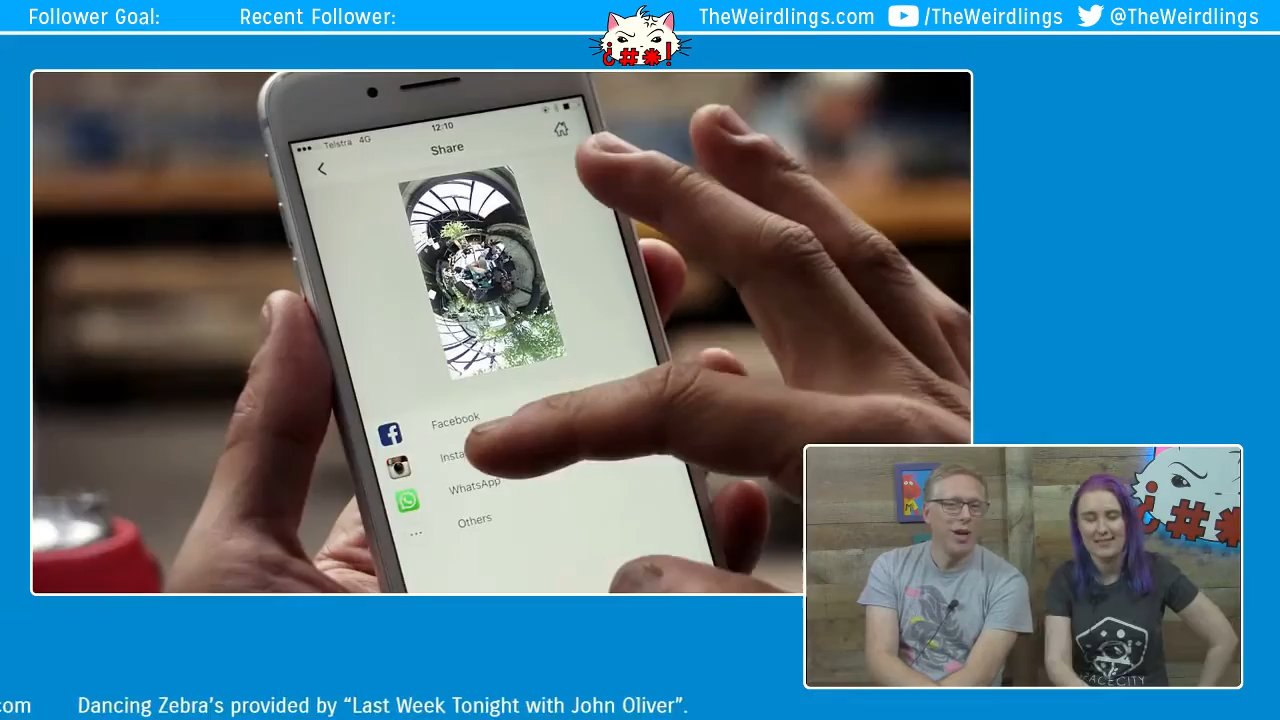 Follower Goal:
Recent Follower:
TheWeirdlings.com
/TheWeirdlings
@TheWeirdlings
¿#*!
Telstra 4G
12:10
Share
Facebook
Insta
WhatsApp
Others
¿#*
com
Dancing Zebra's provided by “Last Week Tonight with John Oliver”.